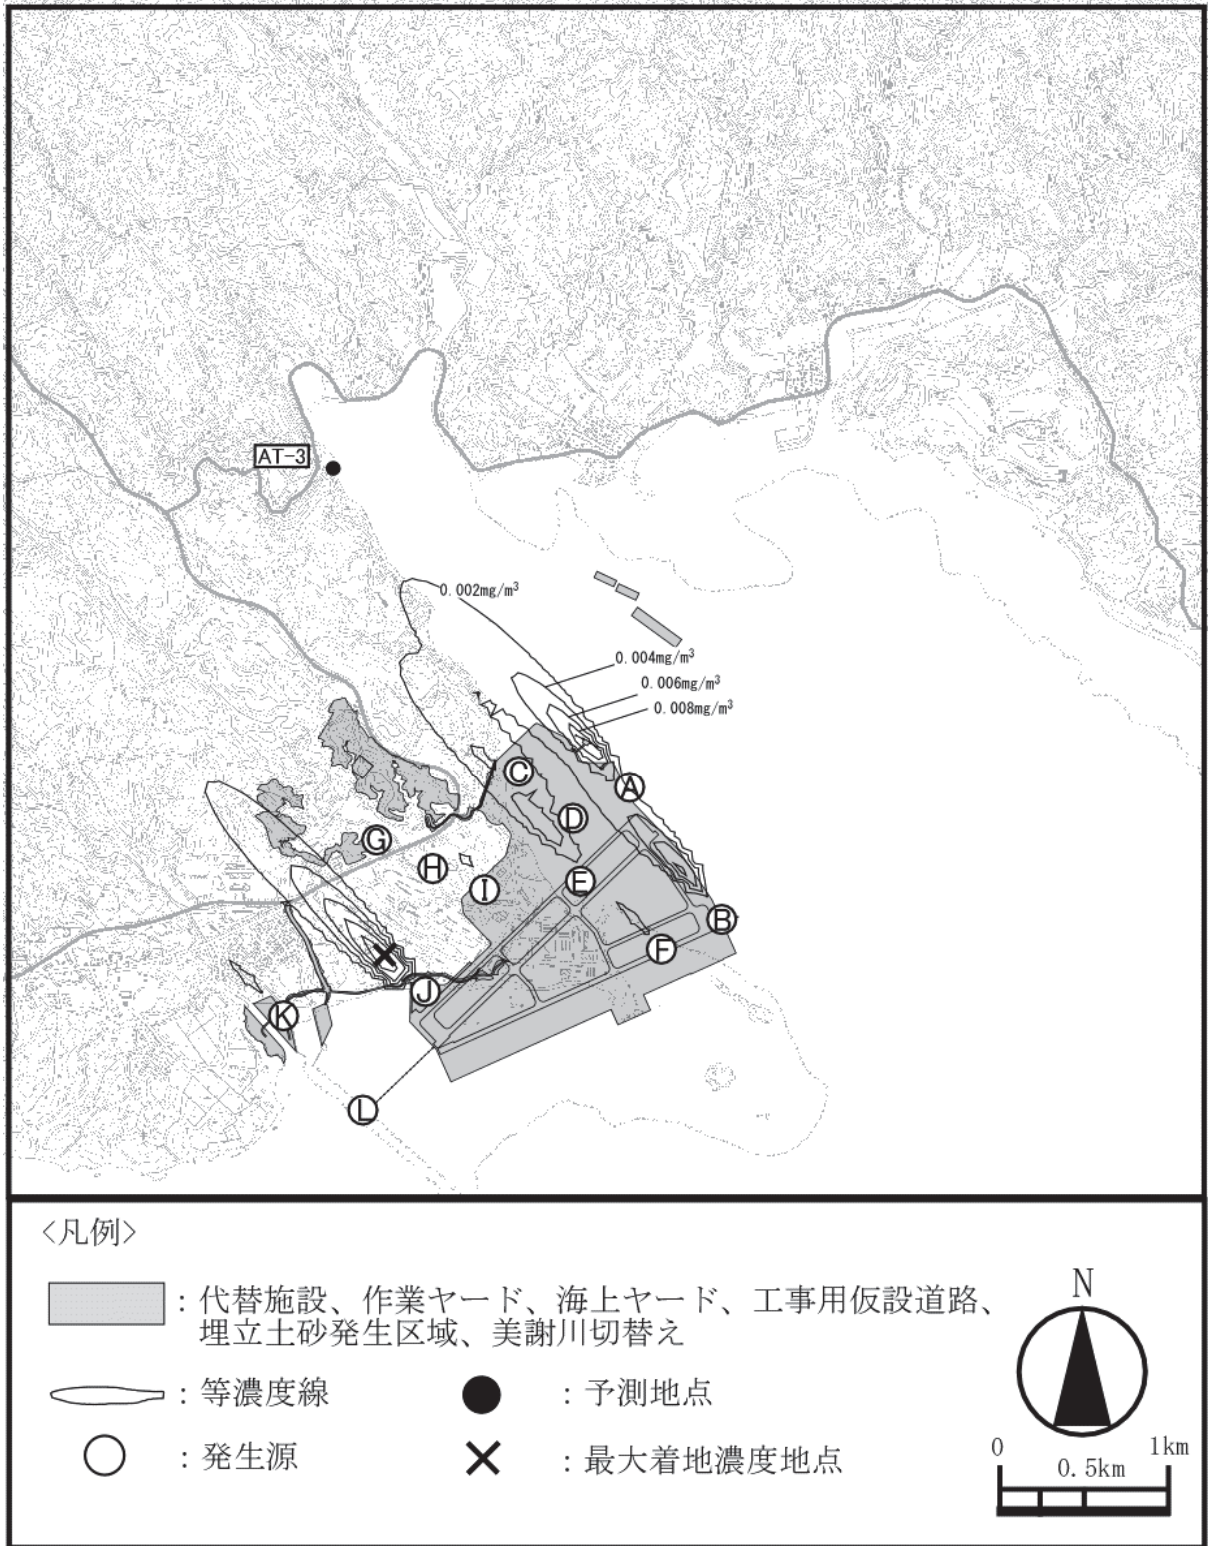 AT-3
0.002mg/m³
0.004mg/m³
0.006mg/m³
0.008mg/m³
C
A
D
G
H
E
I
B
F
J
K
L
<凡例>
：代替施設、作業ヤード、海上ヤード、工事用仮設道路、
埋立土砂発生区域、美謝川切替え
：等濃度線
：予測地点
：発生源
：最大着地濃度地点
N
0
1km
0.5km